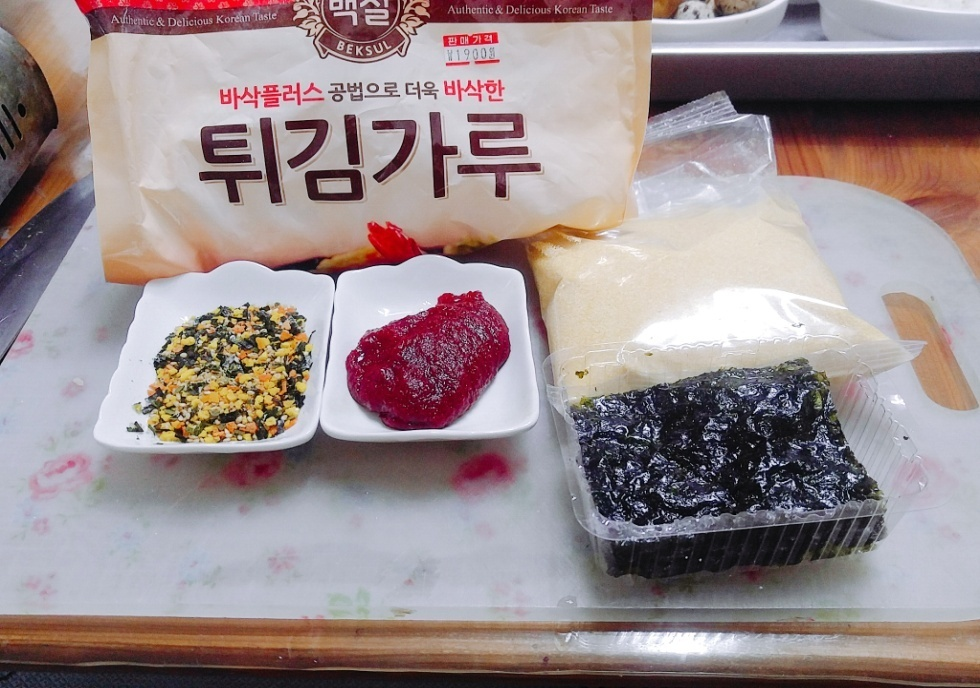 Authentic & Delicious Korean Taste
백설
BEKSUL
Authentic & Delicious Korean Taste
판매가격
₩1900원
바삭플러스 공법으로 더욱 바삭한
튀김가루